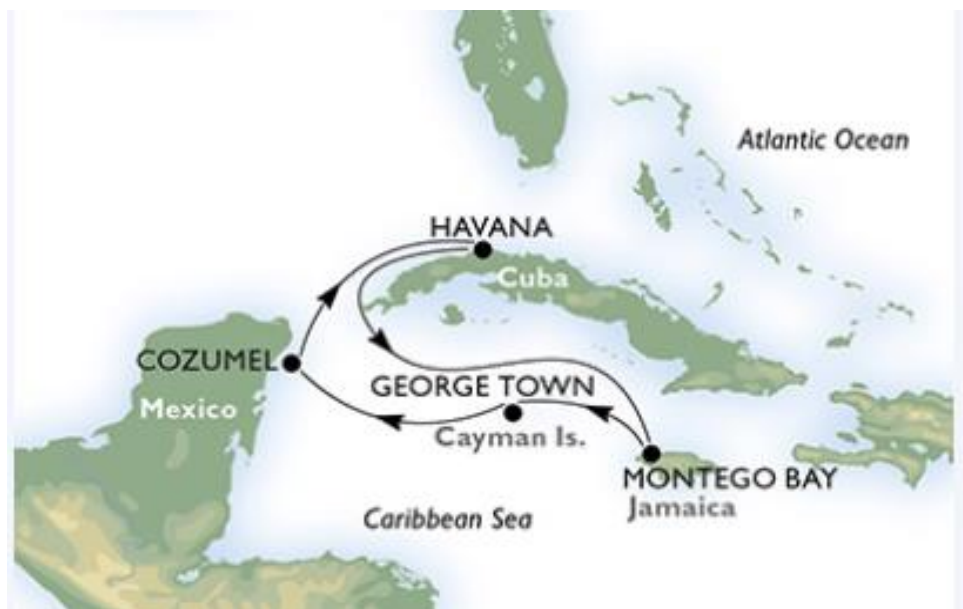 Atlantic Ocean
HAVANA
Cuba
COZUMEL
GEORGE TOWN
Mexico
Cayman Is.
MONTEGO BAY
Jamaica
Caribbean Sea